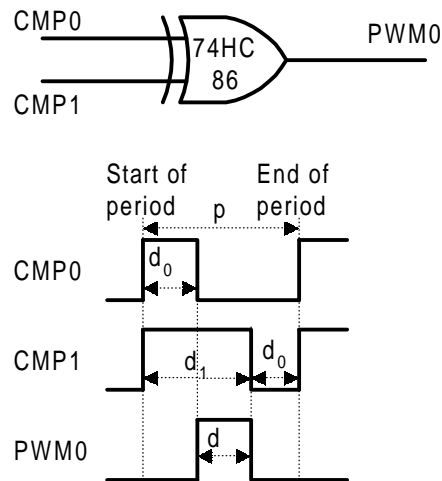 CMP0
PWM0
74HC
86
CMP1
Start of
period
p
End of
period
CMP0
d0
CMP1
d1
d0
PWM0
d